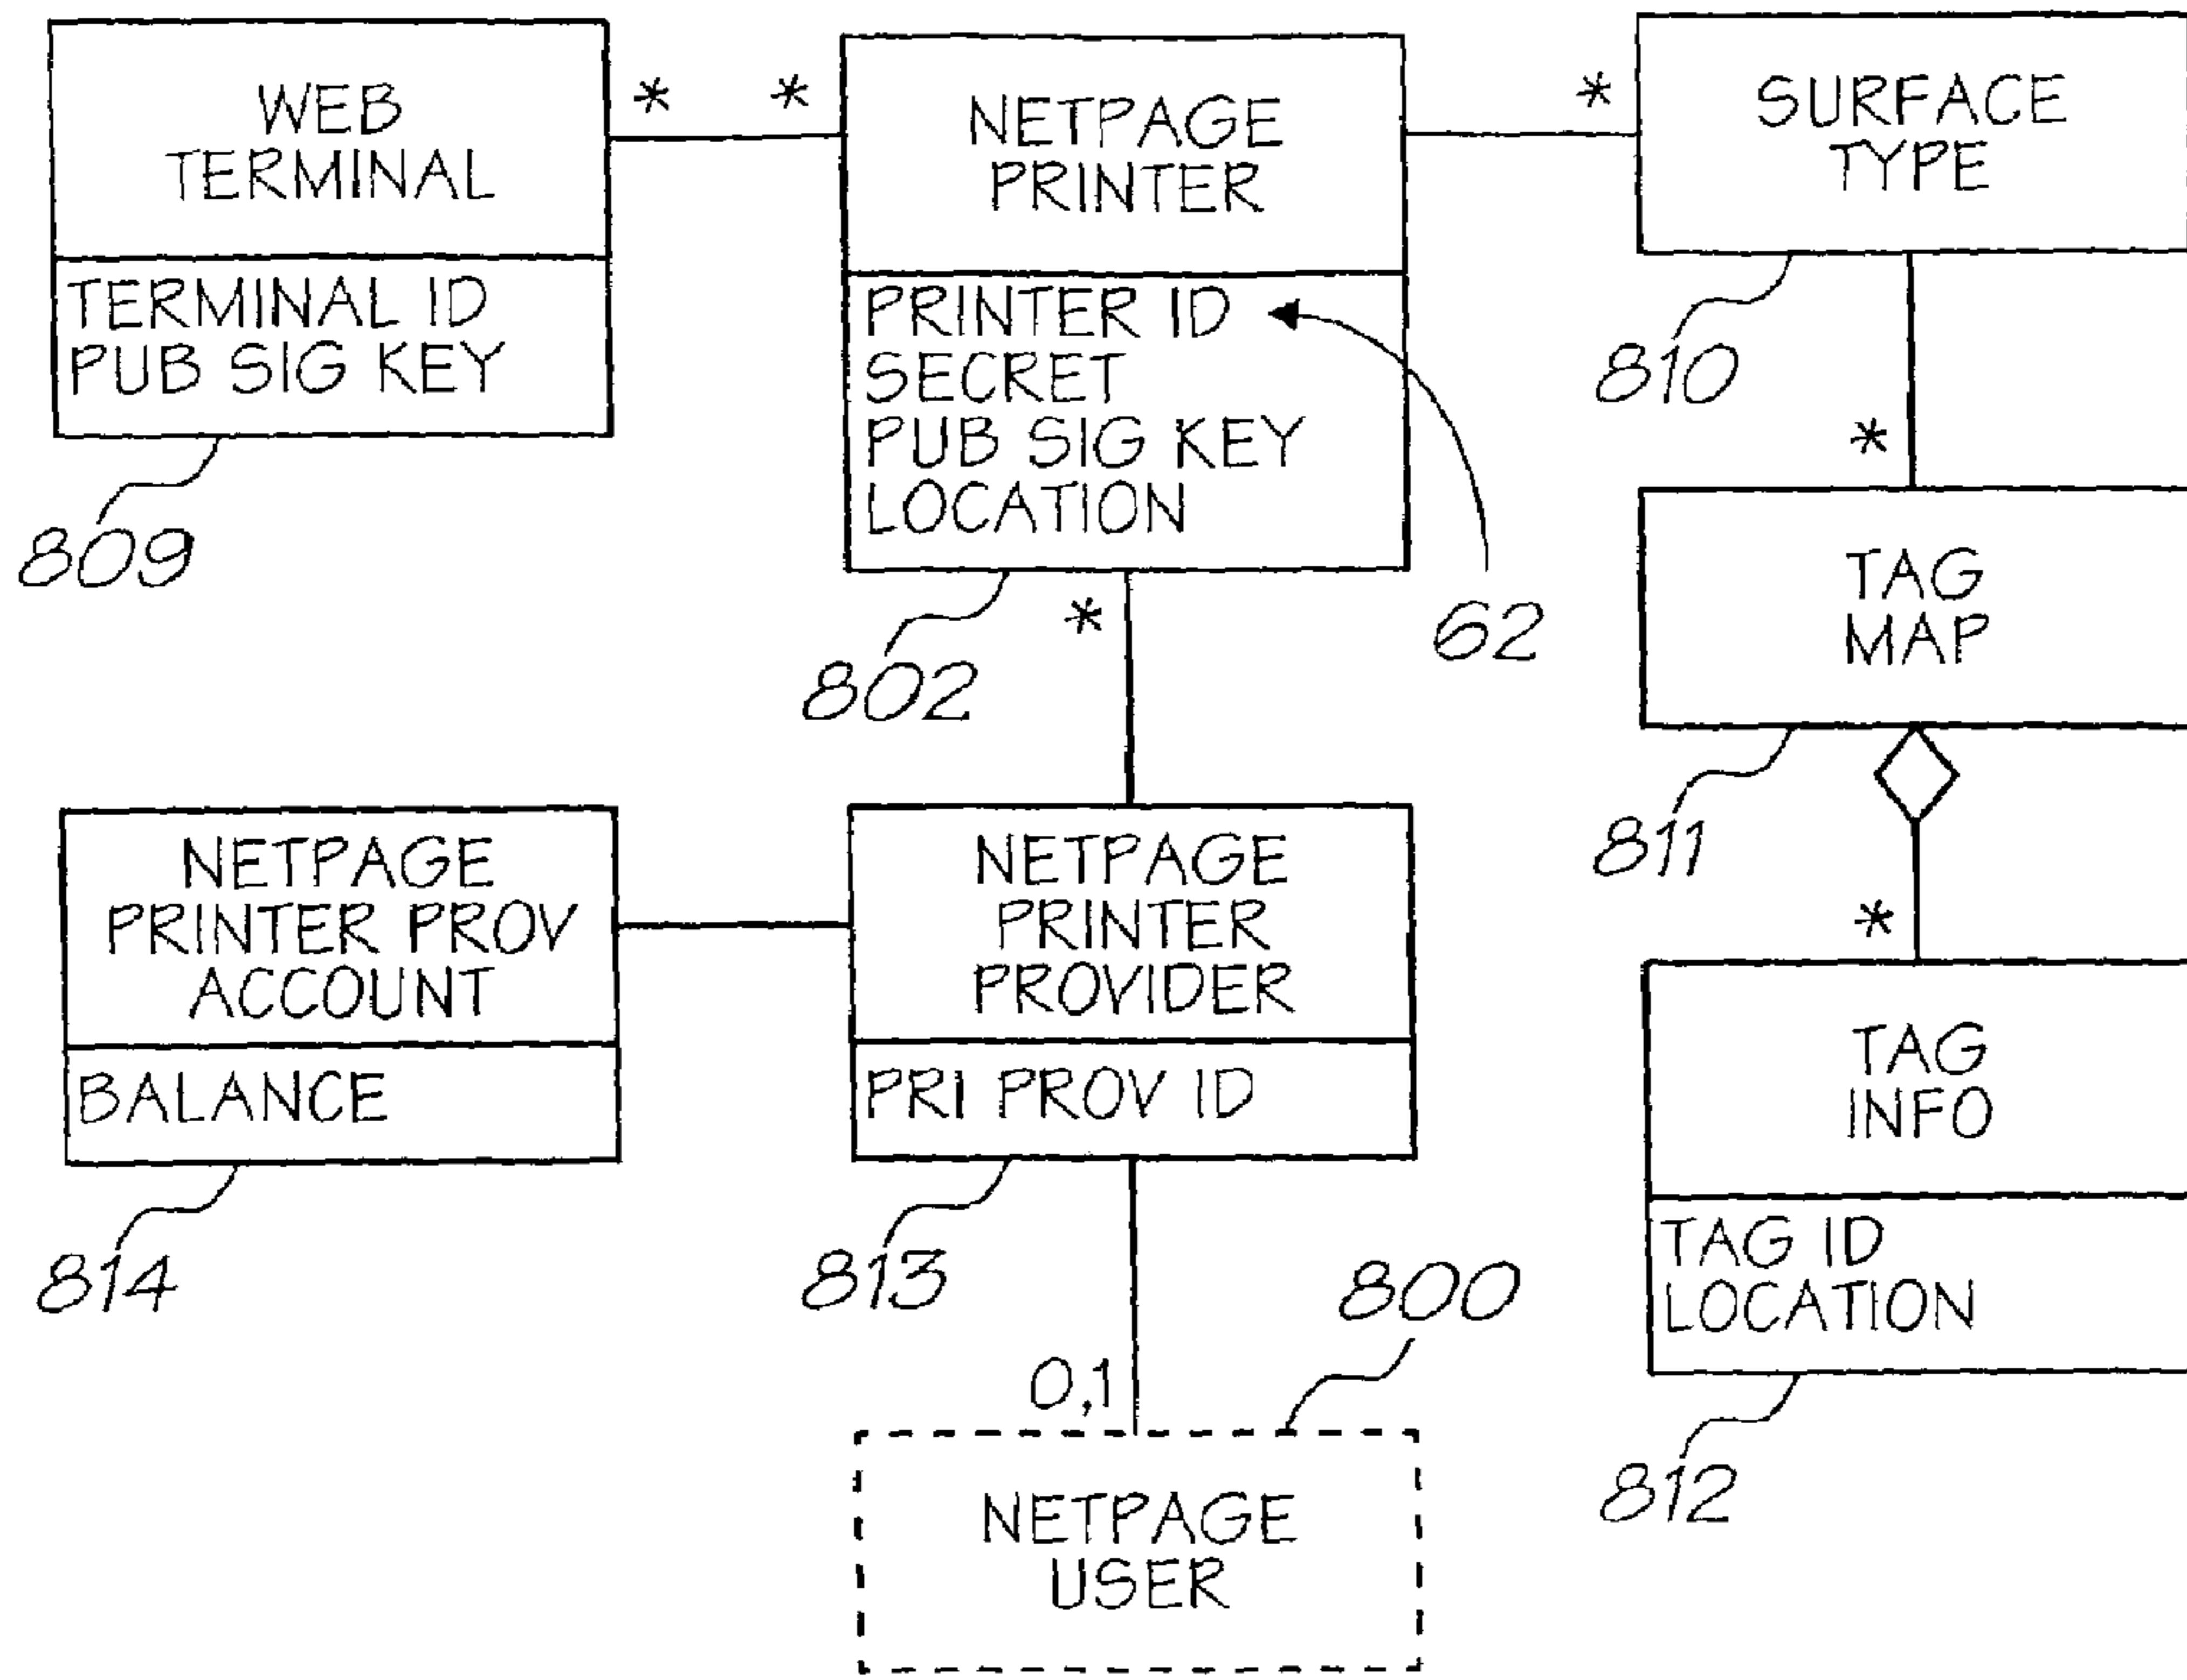 WEB
TERMINAL
TERMINAL ID
PUB SIG KEY
809
*
*
NETPAGE
PRINTER
PRINTER ID
SECRET
PUB SIG KEY
LOCATION
802
62
*
*
SURFACE
TYPE
810
*
TAG
MAP
811
*
TAG
INFO
TAG ID
LOCATION
812
NETPAGE
PRINTER PROV
ACCOUNT
BALANCE
814
NETPAGE
PRINTER
PROVIDER
PRI PROV ID
813
800
0,1
NETPAGE
USER